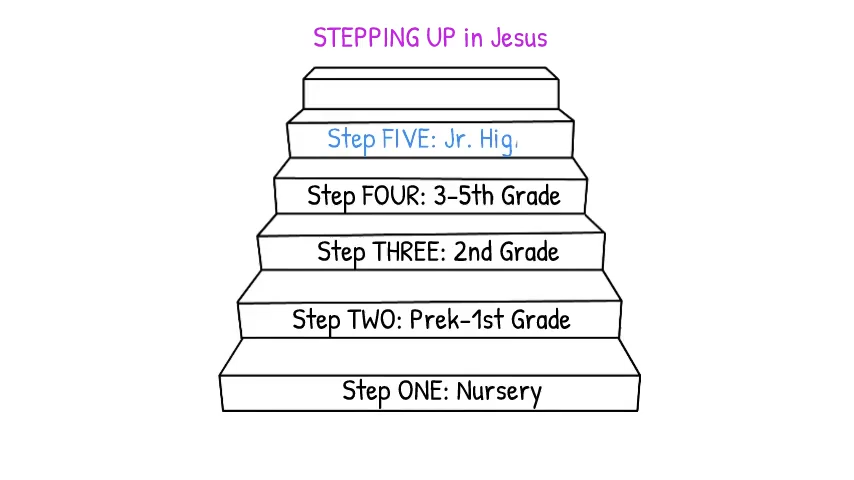 STEPPING UP in Jesus
Step FIVE: Jr. Hig
Step FOUR: 3-5th Grade
Step THREE: 2nd Grade
Step TWO: Prek-1st Grade
Step ONE: Nursery